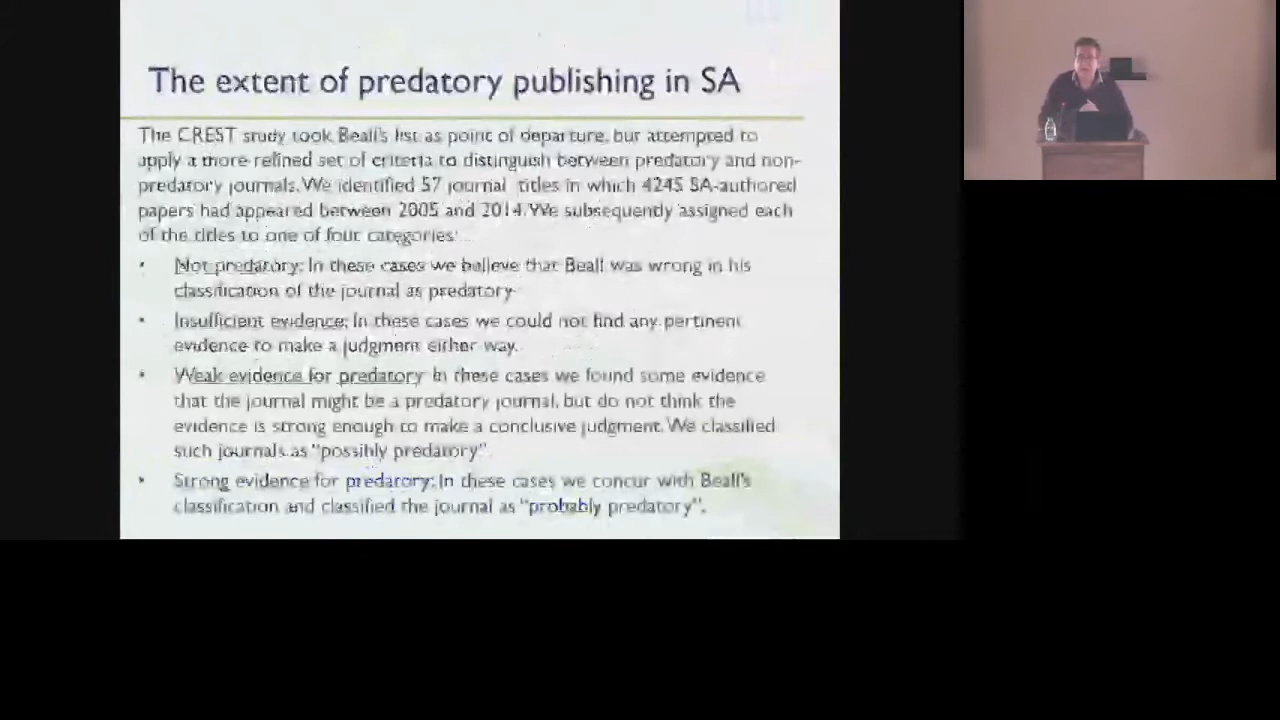 The extent of predatory publishing in SA
The CREST study took Beall's list as point of departure, but attempted to
apply a more refined set of criteria to distinguish between predatory and non-
predatory journals. We identified 57 journal titles in which 4245 SA-authored
papers had appeared between 2005 and 2014. We subsequently assigned each
of the titles to one of four categories:
• Not predatory: In these cases we believe that Beall was wrong in his
classification of the journal as predatory
• Insufficient evidence: In these cases we could not find any pertinent
evidence to make a judgment either way.
• Weak evidence for predatory In these cases we found some evidence
that the journal might be a predatory journal, but do not think the
evidence is strong enough to make a conclusive judgment. We classified
such journals as "possibly predatory"
• Strong evidence for predatory: In these cases we concur with Beall's
classification and classified the journal as "probably predatory".